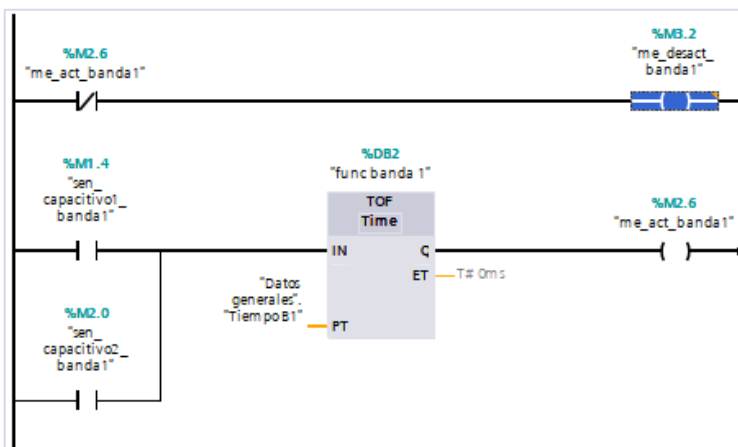 %M2.6
"me_act_banda1"
%M3.2
"me_desact_
banda1"
%M1.4
"sen_
capacitivo1_
banda1"
%DB2
"func banda 1"
TOF
Time
IN
Q
ET
T# 0ms
"Datos
generales".
"TiempoB1"
PT
%M2.6
"me_act_banda1"
%M2.0
"sen_
capacitivo2_
banda1"